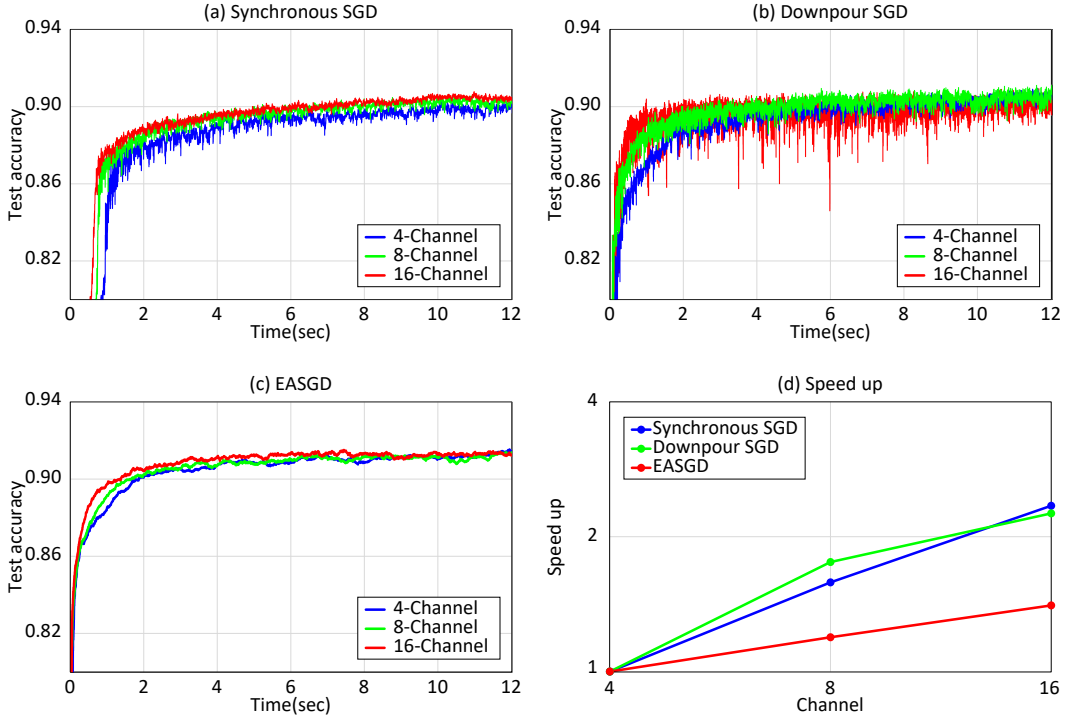 (a) Synchronous SGD
0.94
0.90
0.86
0.82
Test accuracy
4-Channel
8-Channel
16-Channel
0 2 4 6 8 10 12
Time(sec)
(b) Downpour SGD
0.94
0.90
0.86
0.82
Test accuracy
4-Channel
8-Channel
16-Channel
0 2 4 6 8 10 12
Time(sec)
(c) EASGD
0.94
0.90
0.86
0.82
Test accuracy
4-Channel
8-Channel
16-Channel
0 2 4 6 8 10 12
Time(sec)
(d) Speed up
4
2
1
Speed up
Synchronous SGD
Downpour SGD
EASGD
4 8 16
Channel